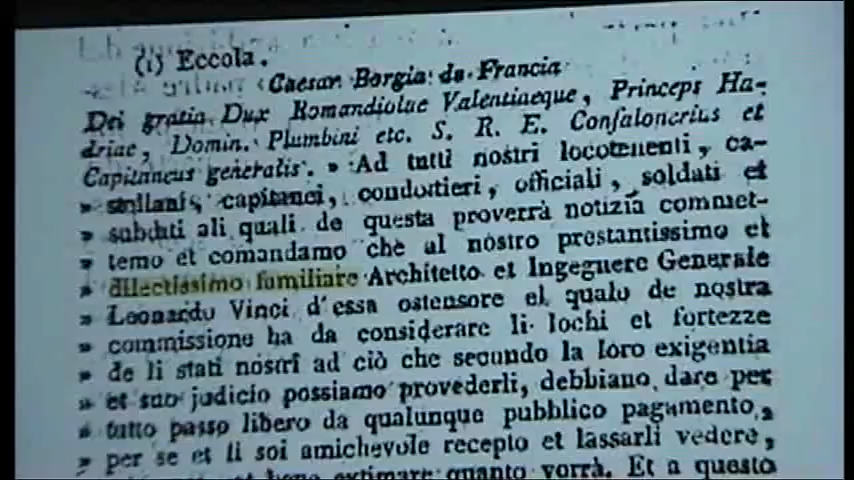 (1) Eccola.
Caesar Borgia de Francia
Dei gratia Dux Romandiolae Valentiaeque, Princeps Ha-
driae, Domin. Plumbini etc. S. R. E. Confalonerius et
Capitaneus generalis. » Ad tutti nostri locotenenti, ca-
» stellani, capitanei, condottieri, officiali, soldati et
» subditi ali quali de questa proverrà notizia commet-
» temo et comandamo che al nostro prestantissimo et
» dilectissimo familiare Architetto et Ingegnere Generale
» Leonardo Vinci d'essa ostensore el quale de nostra
» commissione ha da considerare li lochi et fortezze
» de li stati nostri ad ciò che secundo la loro exigentia
» et suo judicio possiamo provederli, debbiano dare per
» tutto passo libero da qualunque pubblico pagamento,
» per se et li soi amichevole recepto et lassarli vedere,
et bene extimare quanto vorrà. Et a questo